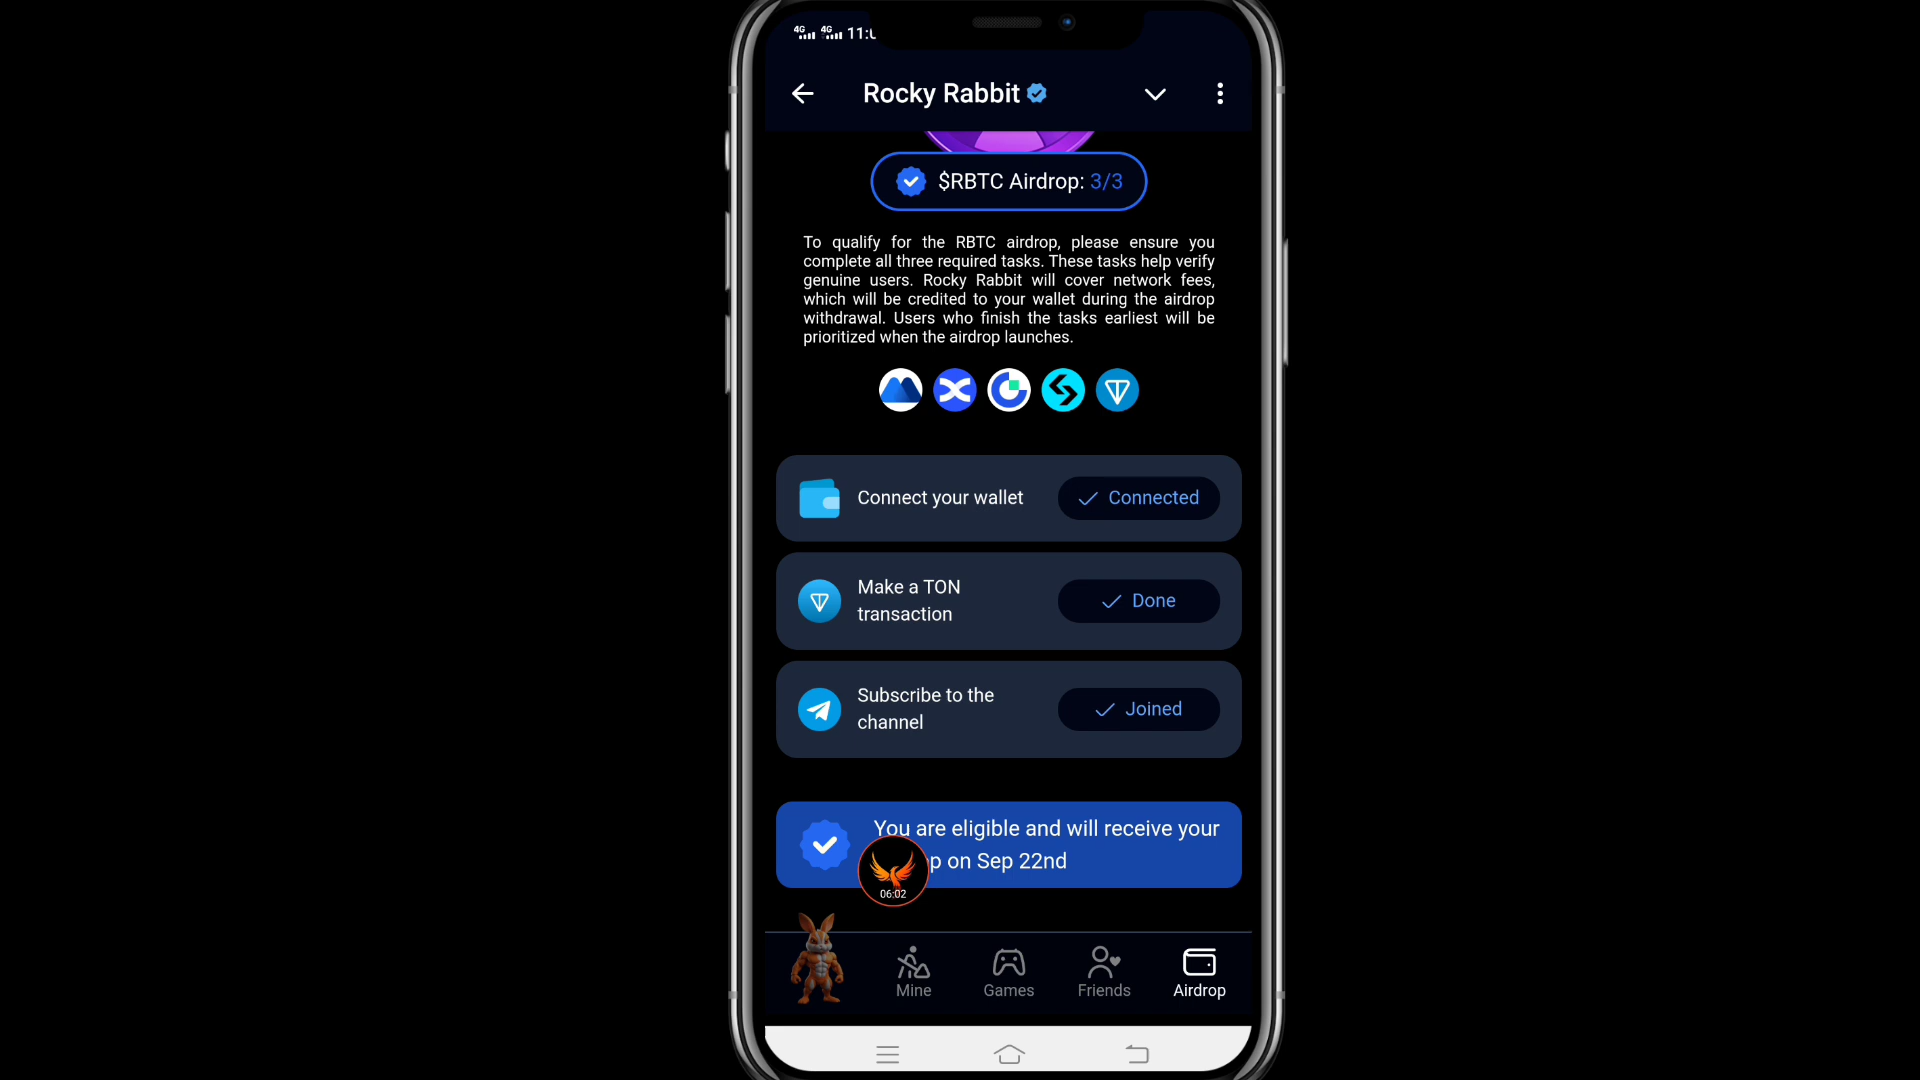 4G 4G
Rocky Rabbit
$RBTC Airdrop: 3/3
To qualify for the RBTC airdrop, please ensure you
complete all three required tasks. These tasks help verify
genuine users. Rocky Rabbit will cover network fees,
which will be credited to your wallet during the airdrop
withdrawal. Users who finish the tasks earliest will be
prioritized when the airdrop launches.
Connect your wallet
Connected
Make a TON
transaction
Done
Subscribe to the
channel
Joined
You are eligible and will receive your
on Sep 22nd
06:02
Mine
Games
Friends
Airdrop